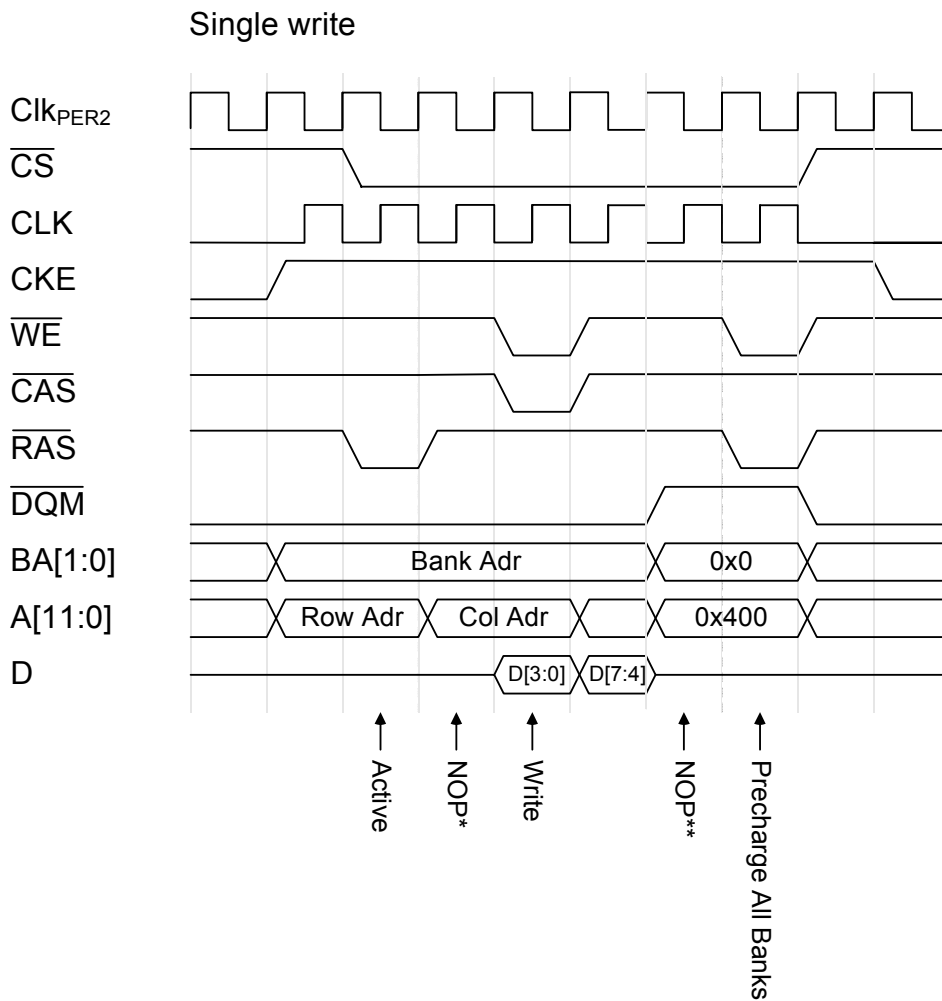 Single write
Clk_PER2
CS
CLK
CKE
WE
CAS
RAS
DQM
BA[1:0] Bank Adr 0x0
A[11:0] Row Adr Col Adr 0x400
D D[3:0] D[7:4]
Active
NOP*
Write
NOP**
Precharge All Banks